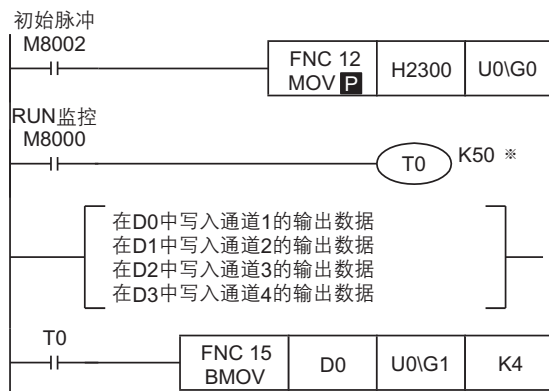 初始脉冲
M8002
FNC 12
MOV P
H2300
U0\G0
RUN监控
M8000
T0
K50 ※
在D0中写入通道1的输出数据
在D1中写入通道2的输出数据
在D2中写入通道3的输出数据
在D3中写入通道4的输出数据
T0
FNC 15
BMOV
D0
U0\G1
K4